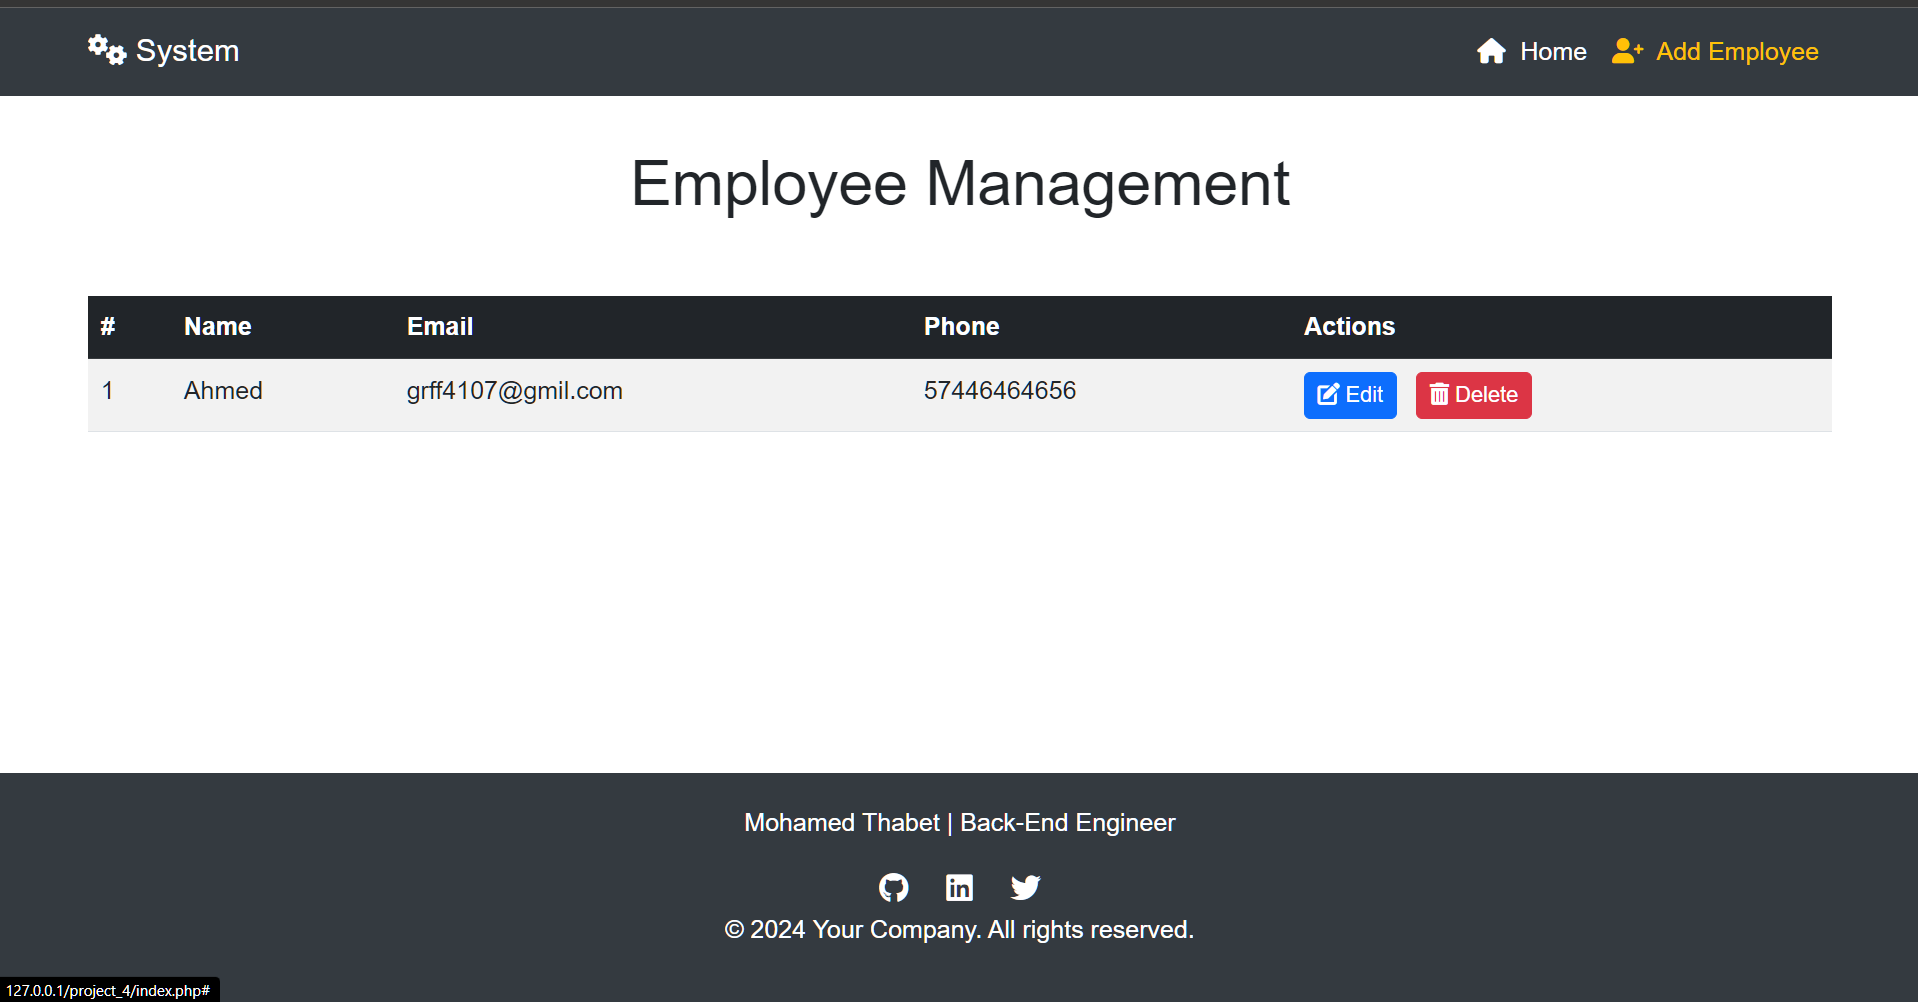 System
Home Add Employee
Employee Management
# Name Email Phone Actions
1 Ahmed grff4107@gmil.com 57446464656 Edit Delete
Mohamed Thabet | Back-End Engineer
© 2024 Your Company. All rights reserved.
127.0.0.1/project_4/index.php#